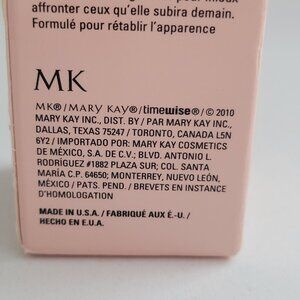 affronter ceux qu'elle subira demain.
Formulé pour rétablir l'apparence
MK
MK®/MARY KAY®/timewise®/© 2010
MARY KAY INC., DIST. BY / PAR MARY KAY INC.,
DALLAS, TEXAS 75247 / TORONTO, CANADA L5N
6Y2 / IMPORTADO POR: MARY KAY COSMETICS
DE MÉXICO, S.A. DE C.V.; BLVD. ANTONIO L.
RODRÍGUEZ #1882 PLAZA SUR; COL. SANTA
MARÍA C.P. 64650; MONTERREY, NUEVO LEÓN,
MÉXICO / PATS. PEND. / BREVETS EN INSTANCE
D'HOMOLOGATION
MADE IN U.S.A. / FABRIQUÉ AUX É.-U. /
HECHO EN E.U.A.